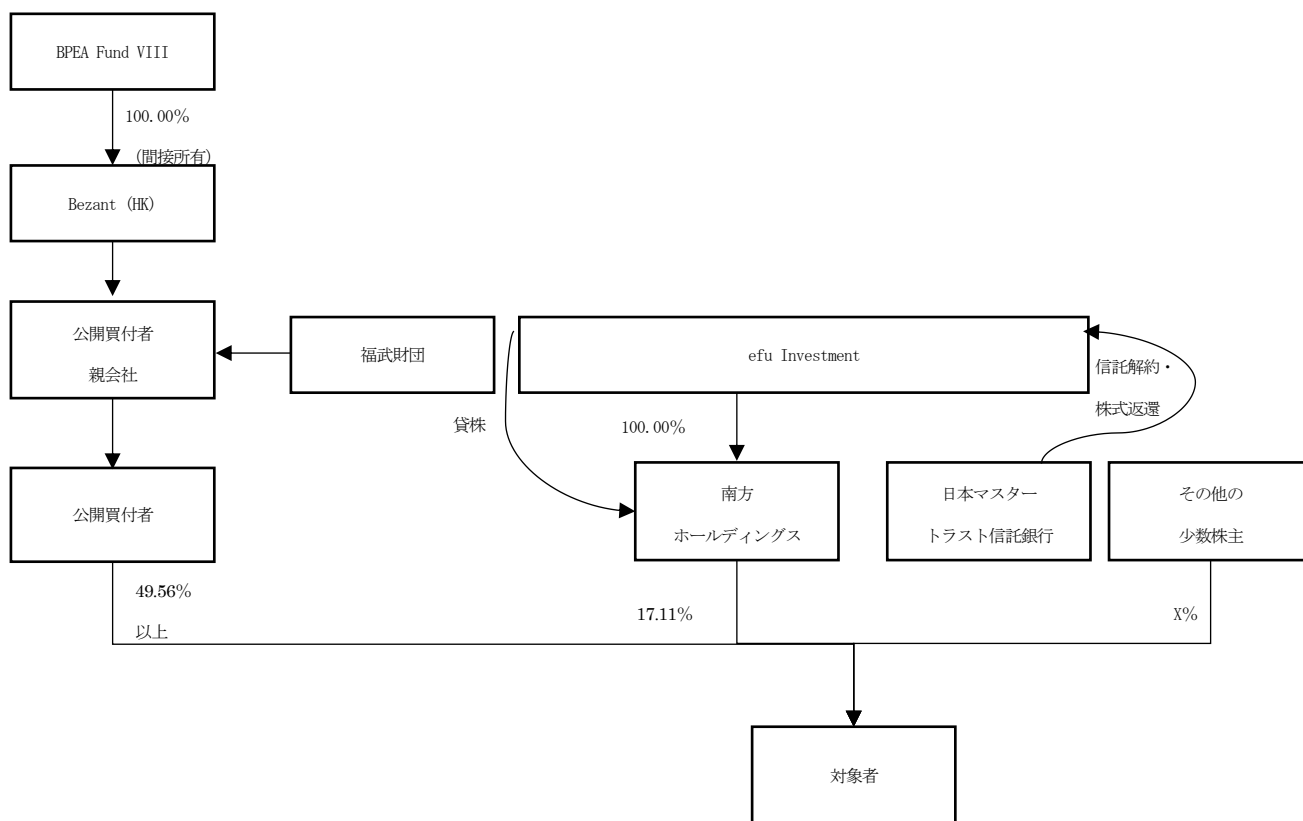 BPEA Fund VIII
100.00%
(間接所有)
Bezant (HK)
公開買付者
親会社
福武財団
efu Investment
信託解約・
株式返還
貸株
100.00%
公開買付者
南方
ホールディングス
日本マスター
トラスト信託銀行
その他の
少数株主
49.56%
以上
17.11%
X%
対象者